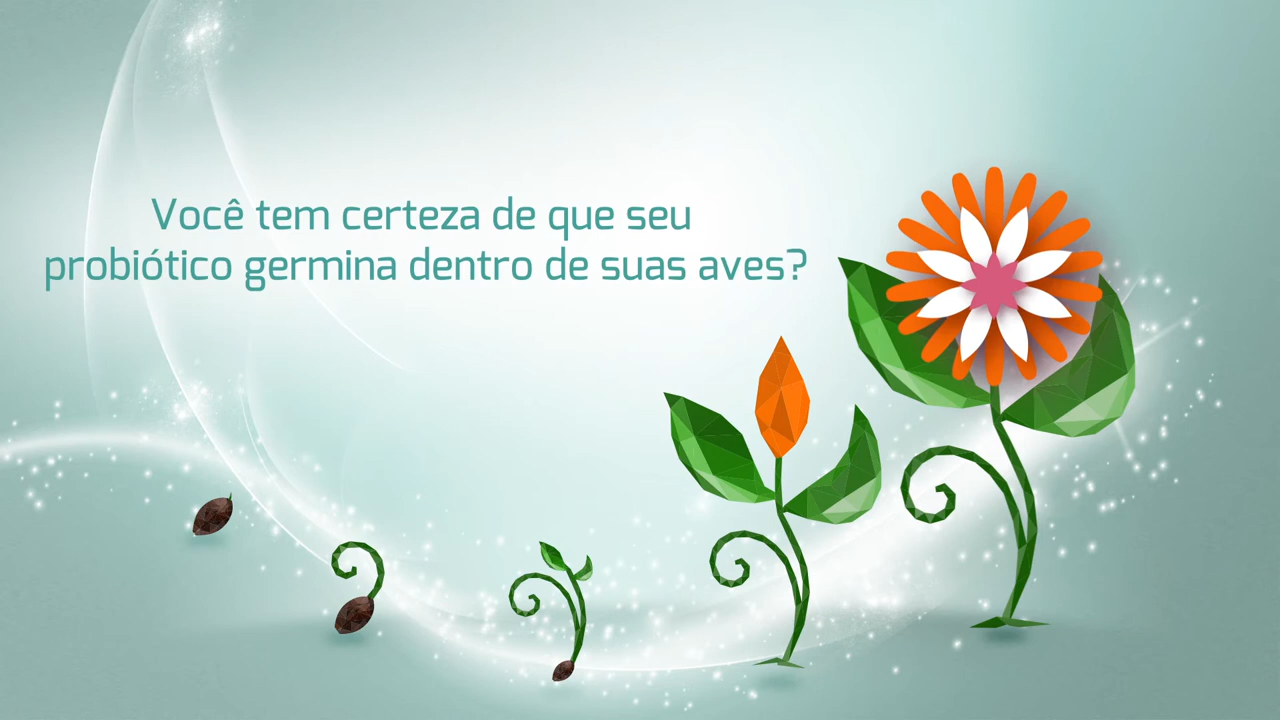 Você tem certeza de que seu
probiótico germina dentro de suas aves?